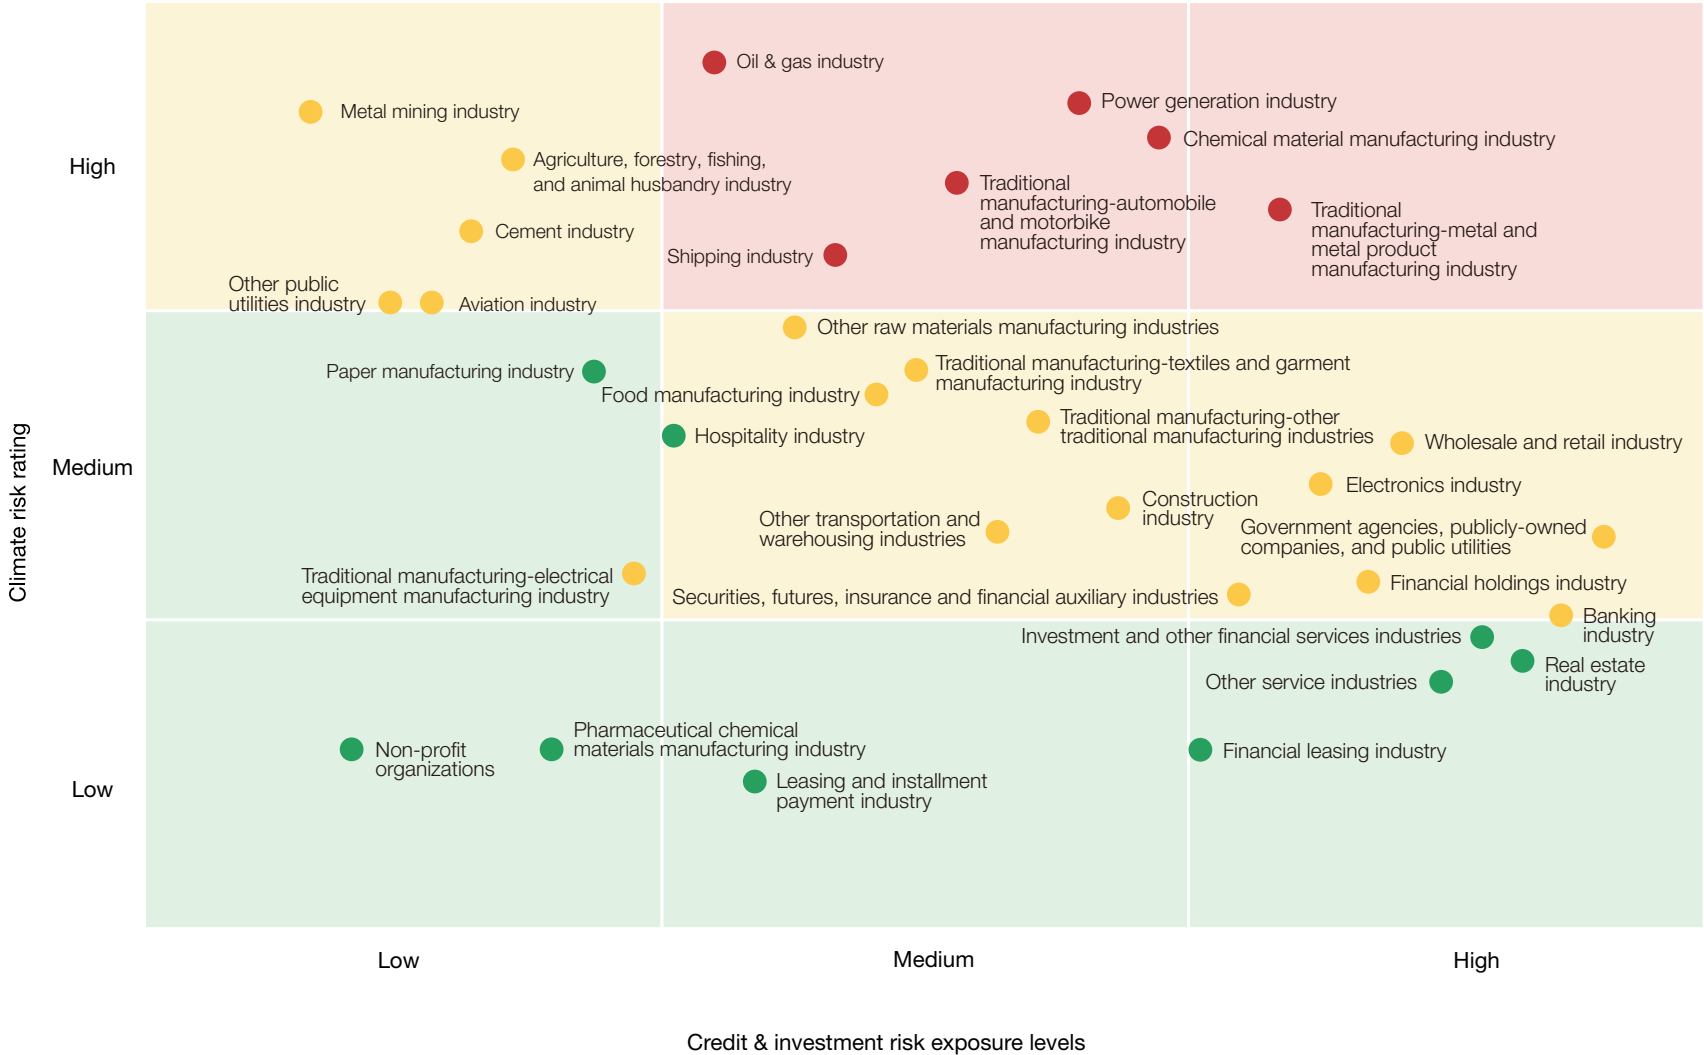 Oil & gas industry
Metal mining industry
Power generation industry
Chemical material manufacturing industry
High
Agriculture, forestry, fishing,
and animal husbandry industry
Traditional
manufacturing-automobile
and motorbike
manufacturing industry
Traditional
manufacturing-metal and
metal product
manufacturing industry
Cement industry
Shipping industry
Other public
utilities industry
Aviation industry
Other raw materials manufacturing industries
Paper manufacturing industry
Traditional manufacturing-textiles and garment
manufacturing industry
Food manufacturing industry
Hospitality industry
Traditional manufacturing-other
traditional manufacturing industries
Wholesale and retail industry
Climate risk rating
Medium
Electronics industry
Construction
industry
Other transportation and
warehousing industries
Government agencies, publicly-owned
companies, and public utilities
Traditional manufacturing-electrical
equipment manufacturing industry
Securities, futures, insurance and financial auxiliary industries
Financial holdings industry
Banking
industry
Investment and other financial services industries
Real estate
industry
Other service industries
Non-profit
organizations
Pharmaceutical chemical
materials manufacturing industry
Financial leasing industry
Leasing and installment
payment industry
Low
Low
Medium
High
Credit & investment risk exposure levels